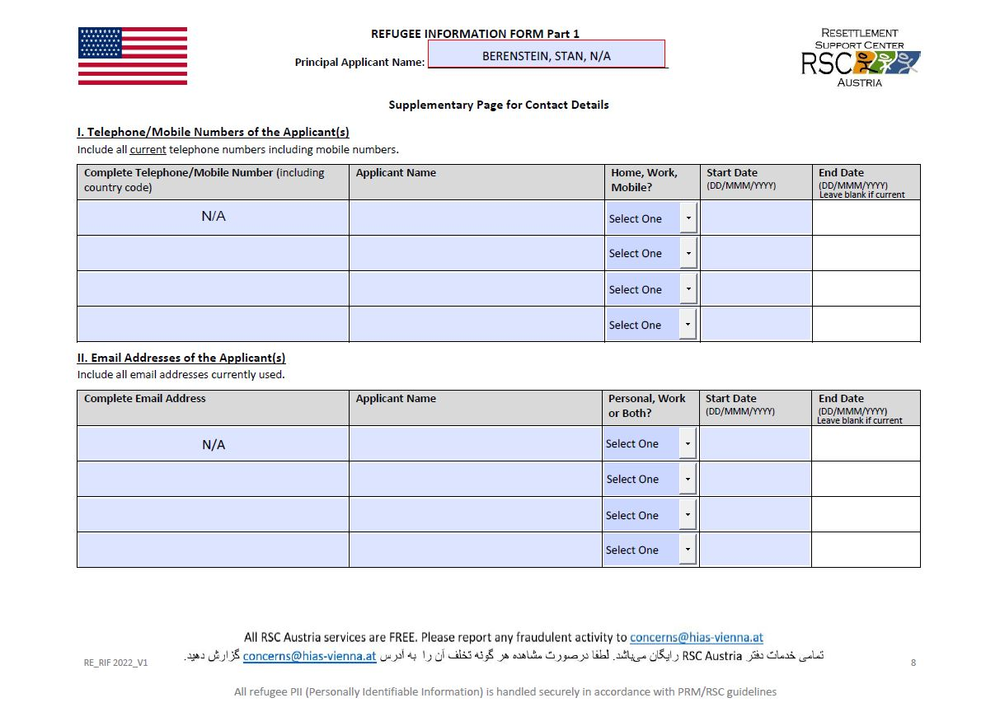 REFUGEE INFORMATION FORM Part 1
Principal Applicant Name: BERENSTEIN, STAN, N/A
RESETTLEMENT
SUPPORT CENTER
RSC
AUSTRIA
Supplementary Page for Contact Details
I. Telephone/Mobile Numbers of the Applicant(s)
Include all current telephone numbers including mobile numbers.
Complete Telephone/Mobile Number (including country code) Applicant Name Home, Work, Mobile? Start Date (DD/MMM/YYYY) End Date (DD/MMM/YYYY) Leave blank if current
N/A Select One
Select One
Select One
Select One
II. Email Addresses of the Applicant(s)
Include all email addresses currently used.
Complete Email Address Applicant Name Personal, Work or Both? Start Date (DD/MMM/YYYY) End Date (DD/MMM/YYYY) Leave blank if current
N/A Select One
Select One
Select One
Select One
All RSC Austria services are FREE. Please report any fraudulent activity to concerns@hias-vienna.at
تمامی خدمات دفتر RSC Austria رایگان می‌باشد. لطفا درصورت مشاهده هر گونه تخلف آن را به آدرس concerns@hias-vienna.at گزارش دهید.
RE_RIF 2022_V1
8
All refugee PII (Personally Identifiable Information) is handled securely in accordance with PRM/RSC guidelines